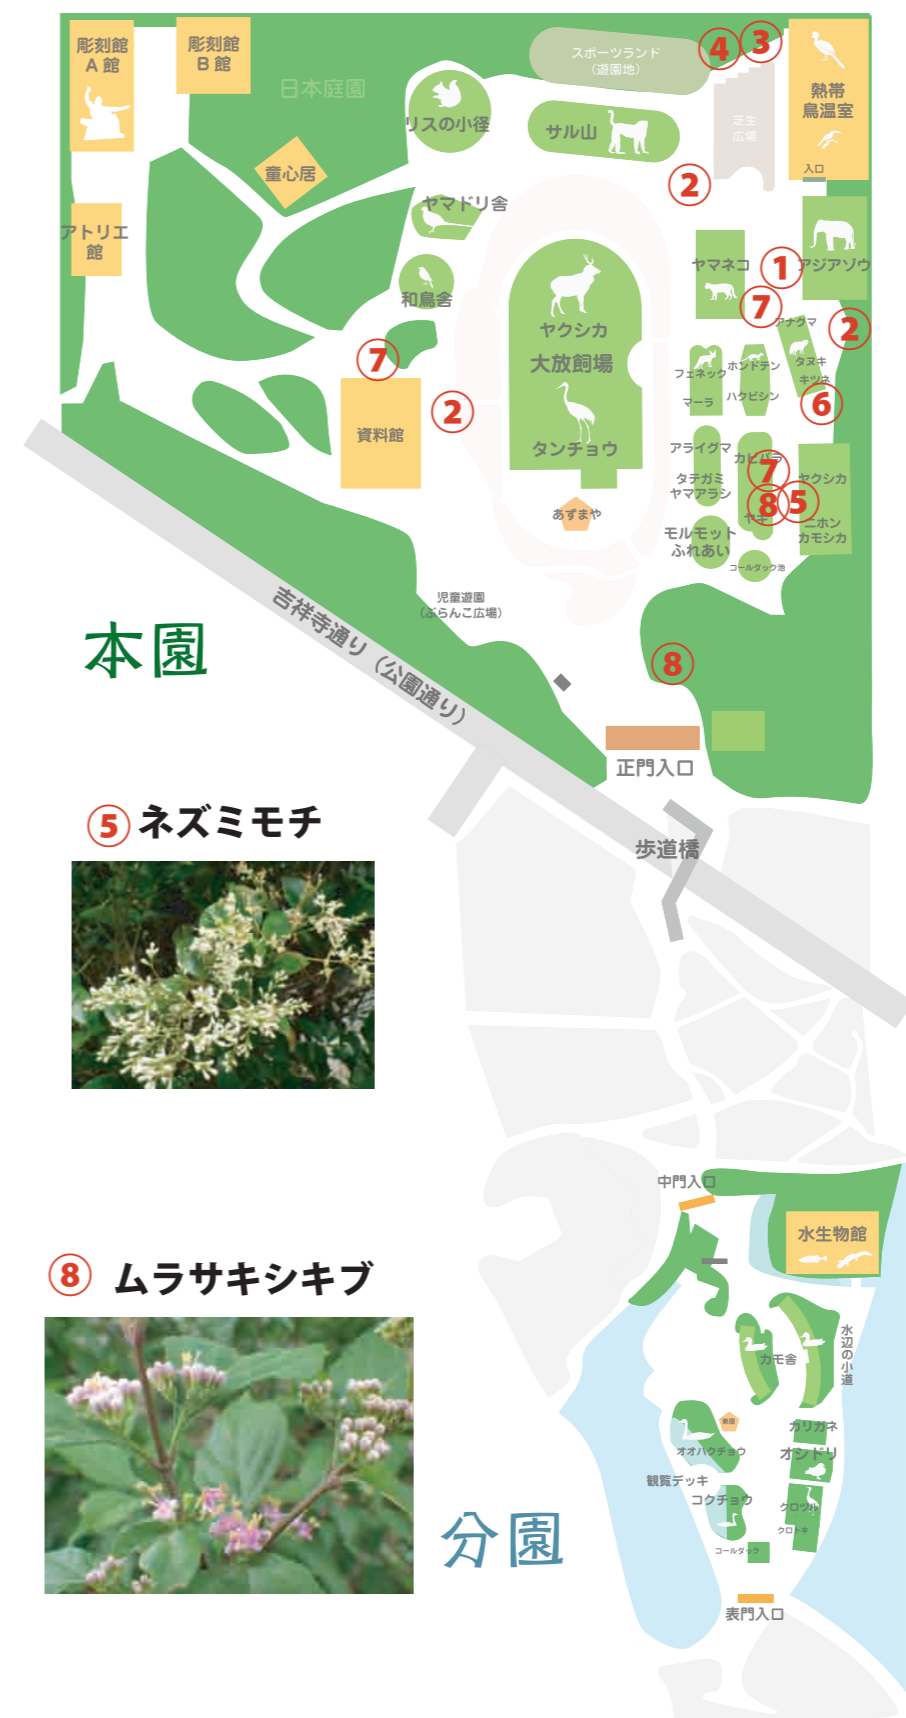 彫刻館
A 館
彫刻館
B 館
日本庭園
スポーツランド
(遊園地)
④
③
熱帯
鳥温室
入口
芝生
広場
リスの小径
サル山
童心居
②
アトリエ
館
ヤマドリ舎
ヤマネコ
①
アジアゾウ
和鳥舎
⑦
アナグマ
②
ヤクシカ
大放飼場
タンチョウ
⑦
資料館
②
フェネック
マーラ
ホンドテン
ハクビシン
タヌキ
キツネ
⑥
アライグマ
タテガミ
ヤマアラシ
カピバラ
⑦
⑧
⑤
ヤギ
ヤクシカ
ニホン
カモシカ
あずまや
モルモット
ふれあい
コールダック池
児童遊園
(ぶらんこ広場)
吉祥寺通り(公園通り)
本園
⑧
正門入口
歩道橋
⑤ ネズミモチ
中門入口
水生物館
⑧ ムラサキシキブ
水辺の小道
カモ舎
カリガネ
オシドリ
オオハクチョウ
観覧デッキ
コクチョウ
クロヅル
クロトキ
コールダック
分園
表門入口